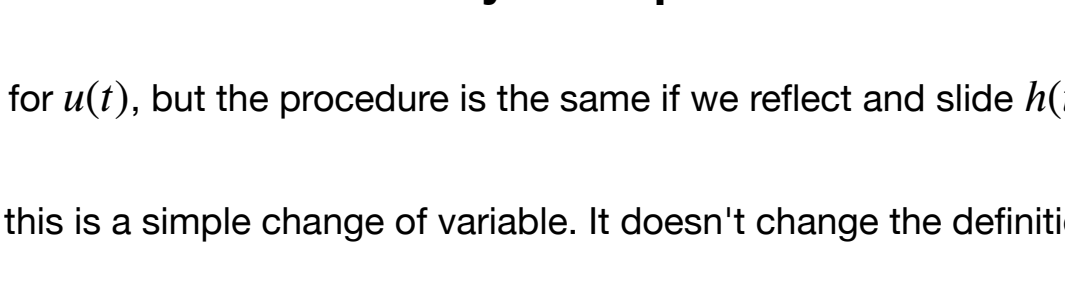 for u(t), but the procedure is the same if we reflect and slide h(
this is a simple change of variable. It doesn't change the